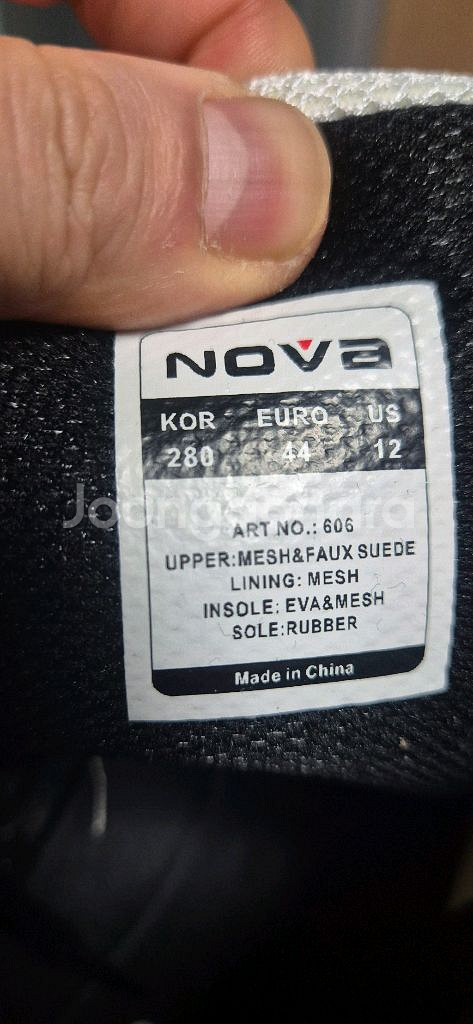 NOVa
KOR EURO US
280 44 12
Joonggonara
ART NO.: 606
UPPER:MESH&FAUX SUEDE
LINING: MESH
INSOLE: EVA&MESH
SOLE:RUBBER
Made in China